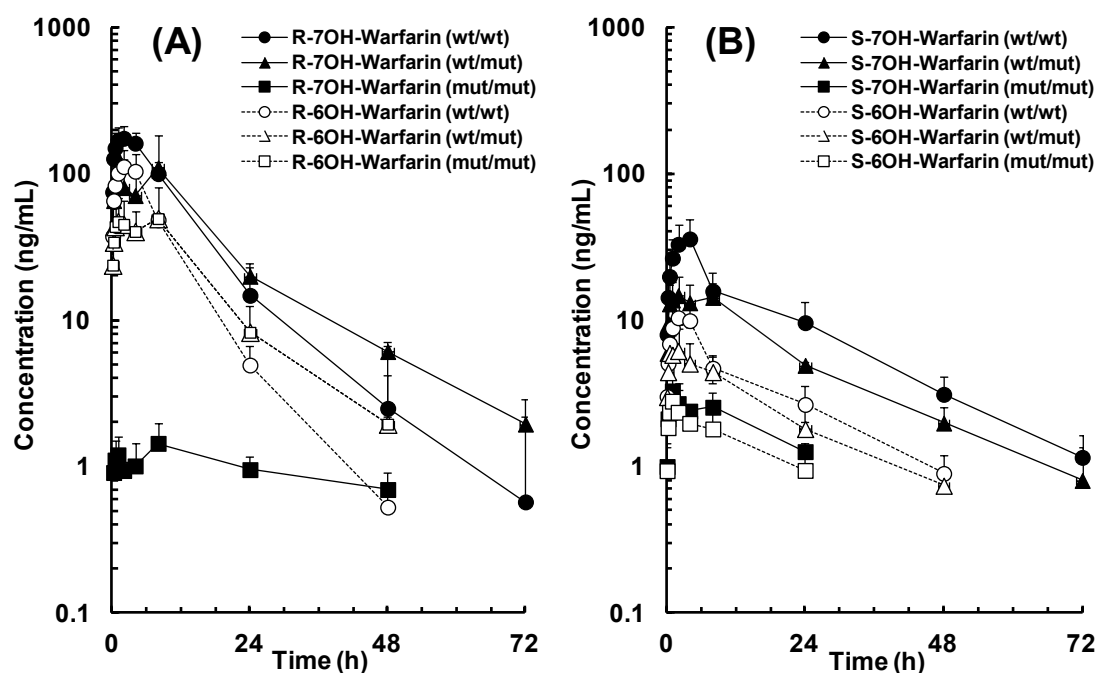 (A)
R-7OH-Warfarin (wt/wt)
R-7OH-Warfarin (wt/mut)
R-7OH-Warfarin (mut/mut)
R-6OH-Warfarin (wt/wt)
R-6OH-Warfarin (wt/mut)
R-6OH-Warfarin (mut/mut)
Concentration (ng/mL)
1000
100
10
1
0.1
0
24
48
72
Time (h)
(B)
S-7OH-Warfarin (wt/wt)
S-7OH-Warfarin (wt/mut)
S-7OH-Warfarin (mut/mut)
S-6OH-Warfarin (wt/wt)
S-6OH-Warfarin (wt/mut)
S-6OH-Warfarin (mut/mut)
Concentration (ng/mL)
1000
100
10
1
0.1
0
24
48
72
Time (h)